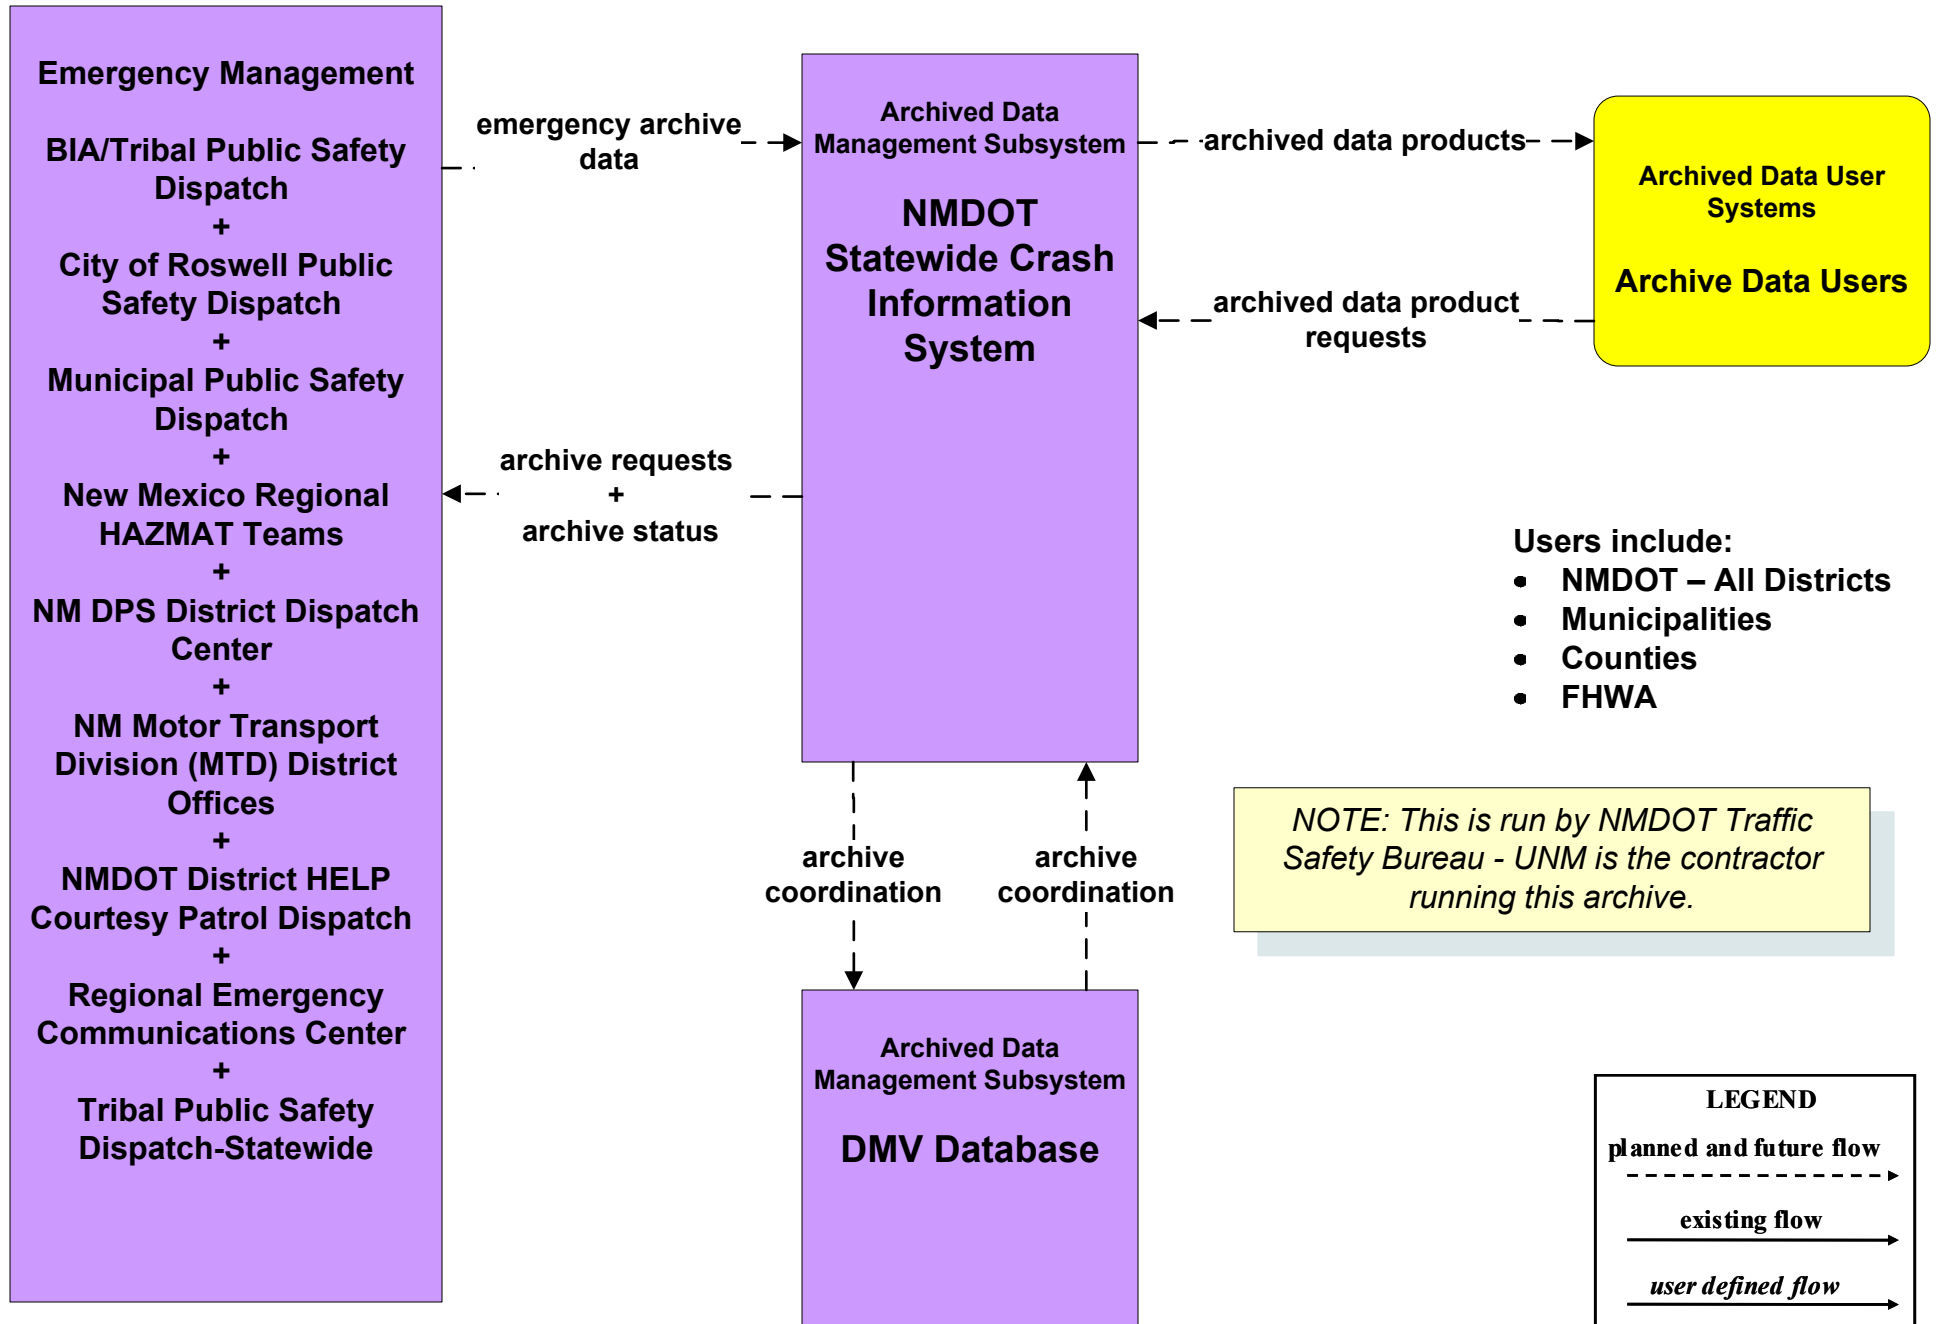 Emergency Management
BIA/Tribal Public Safety
Dispatch
+
City of Roswell Public
Safety Dispatch
+
Municipal Public Safety
Dispatch
+
New Mexico Regional
HAZMAT Teams
+
NM DPS District Dispatch
Center
+
NM Motor Transport
Division (MTD) District
Offices
+
NMDOT District HELP
Courtesy Patrol Dispatch
+
Regional Emergency
Communications Center
+
Tribal Public Safety
Dispatch-Statewide
emergency archive
data
archive requests
+
archive status
Archived Data
Management Subsystem
NMDOT
Statewide Crash
Information
System
archived data products
archived data product
requests
Archived Data User
Systems
Archive Data Users
Users include:
• NMDOT – All Districts
• Municipalities
• Counties
• FHWA
archive
coordination
archive
coordination
NOTE: This is run by NMDOT Traffic
Safety Bureau - UNM is the contractor
running this archive.
Archived Data
Management Subsystem
DMV Database
LEGEND
planned and future flow
existing flow
user defined flow